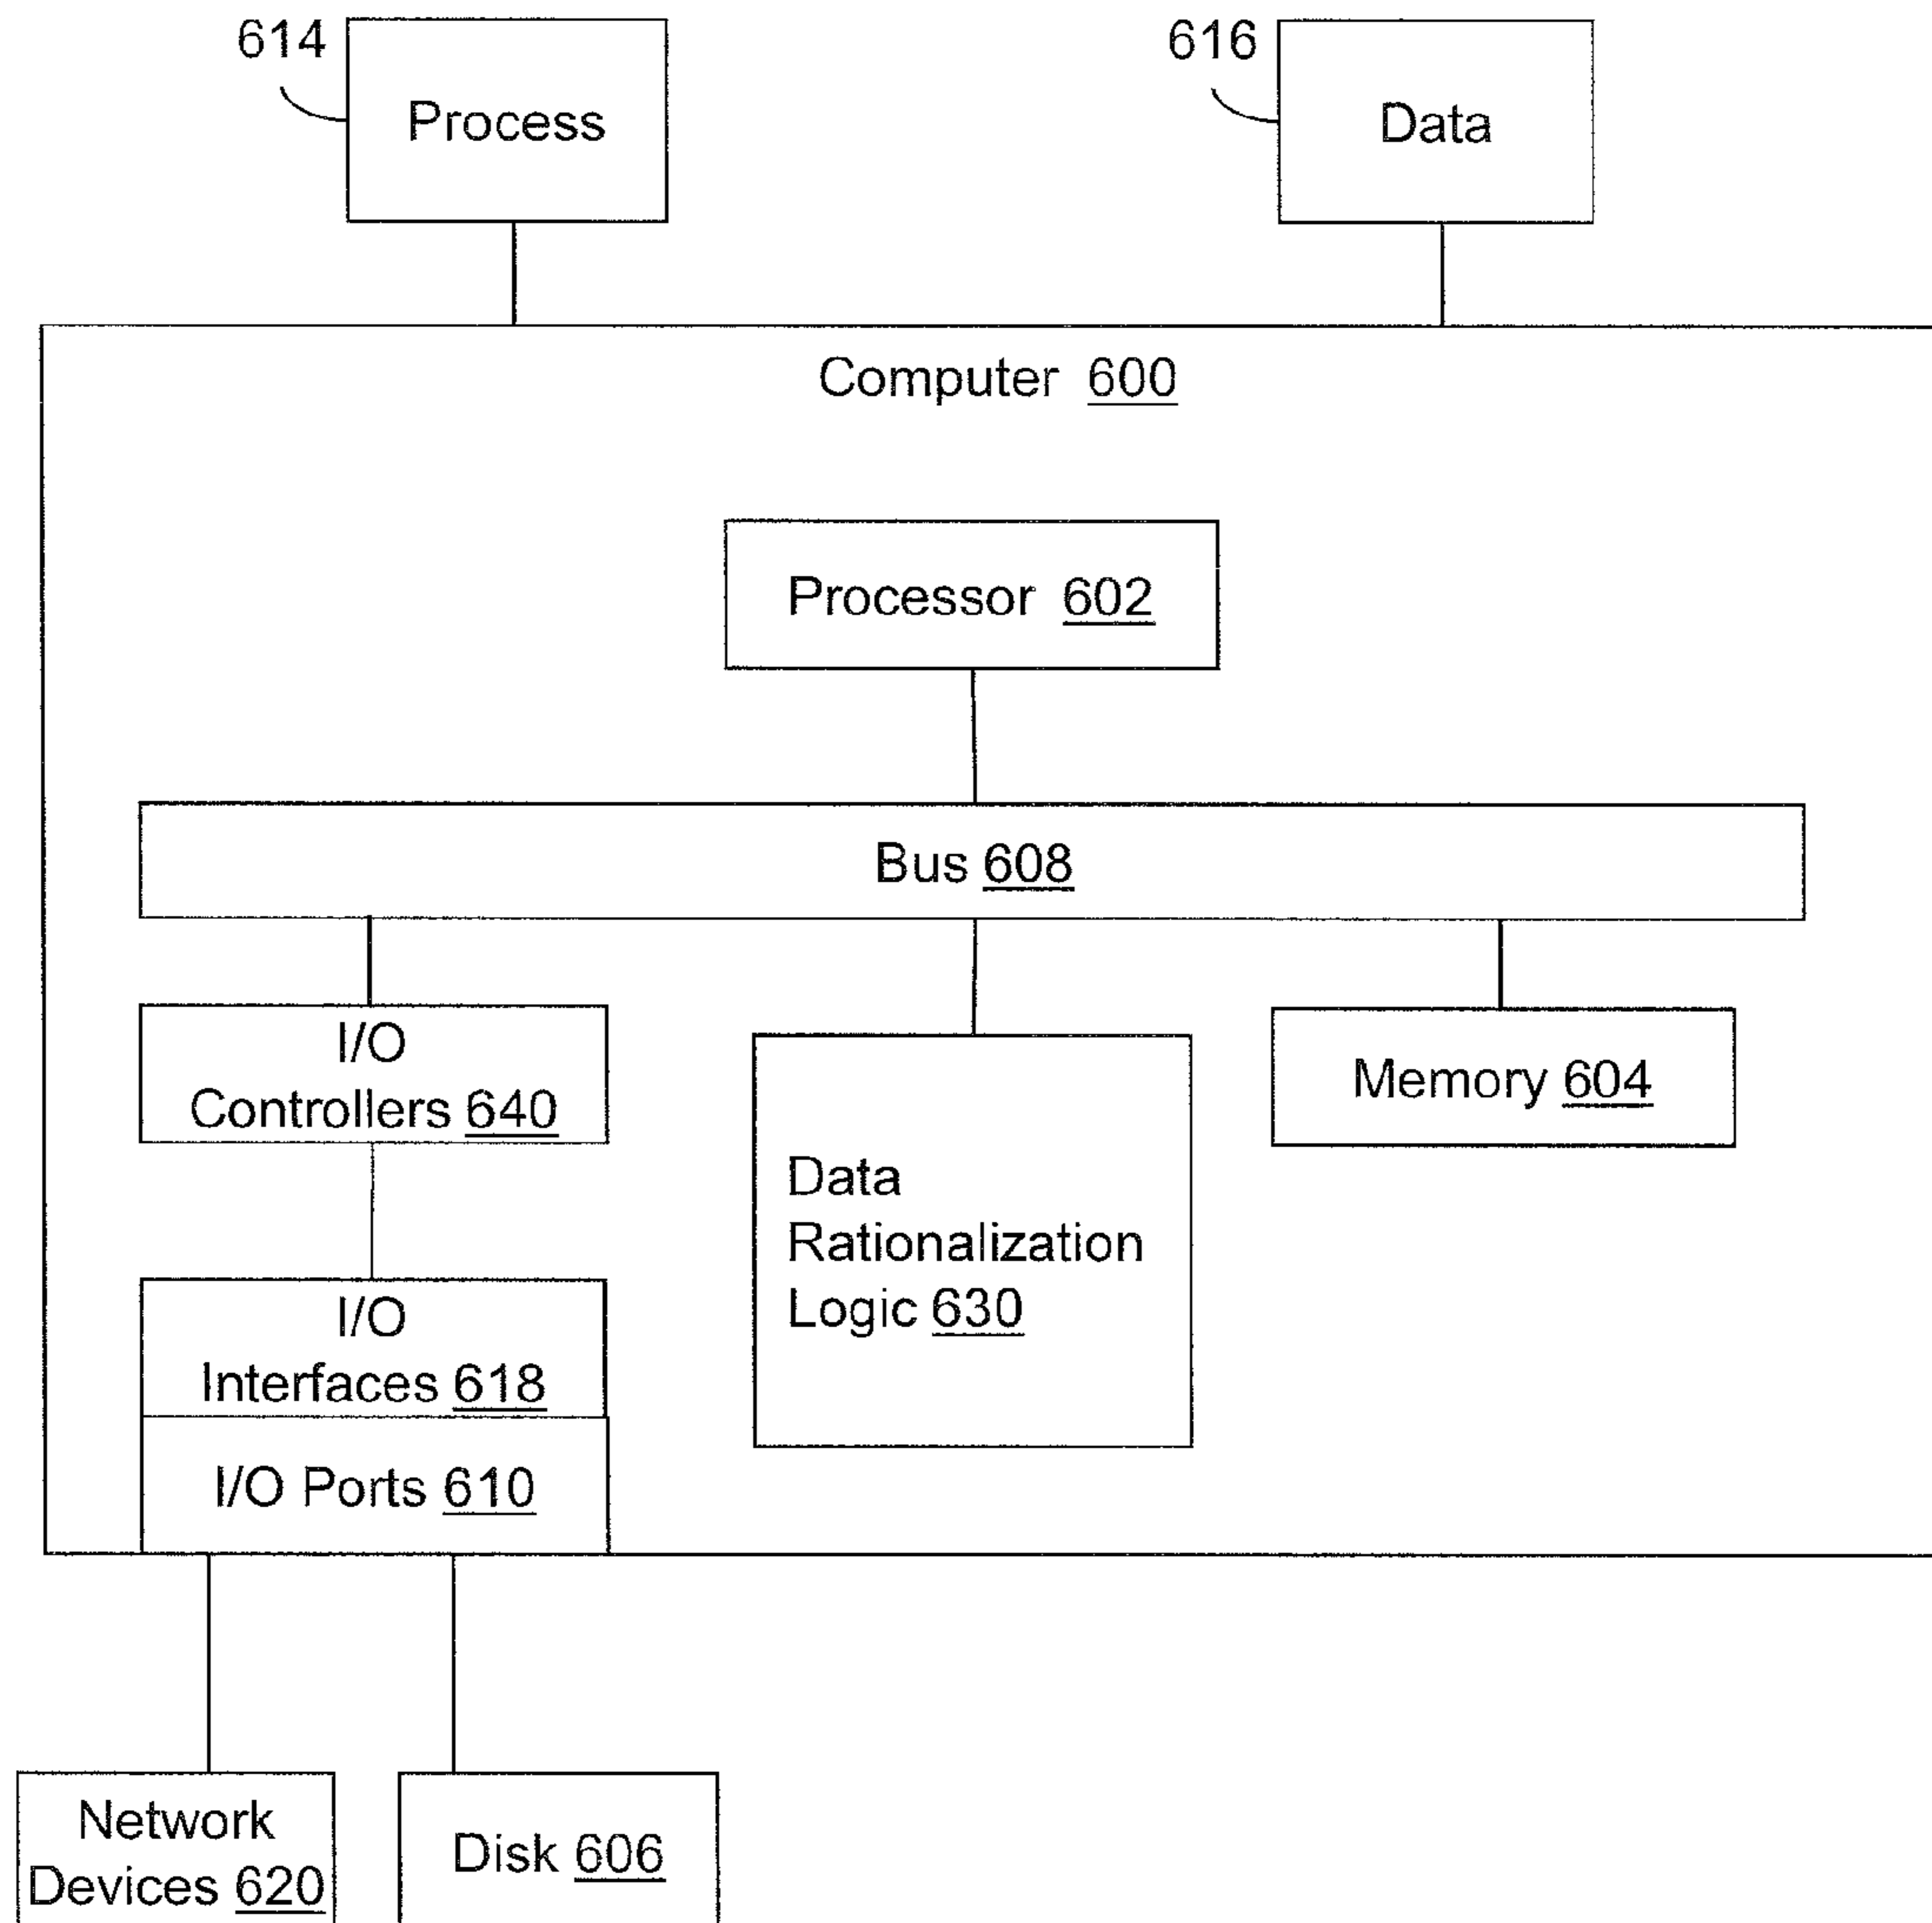 614
Process
616
Data
Computer 600
Processor 602
Bus 608
I/O
Controllers 640
Data
Rationalization
Logic 630
Memory 604
I/O
Interfaces 618
I/O Ports 610
Network
Devices 620
Disk 606